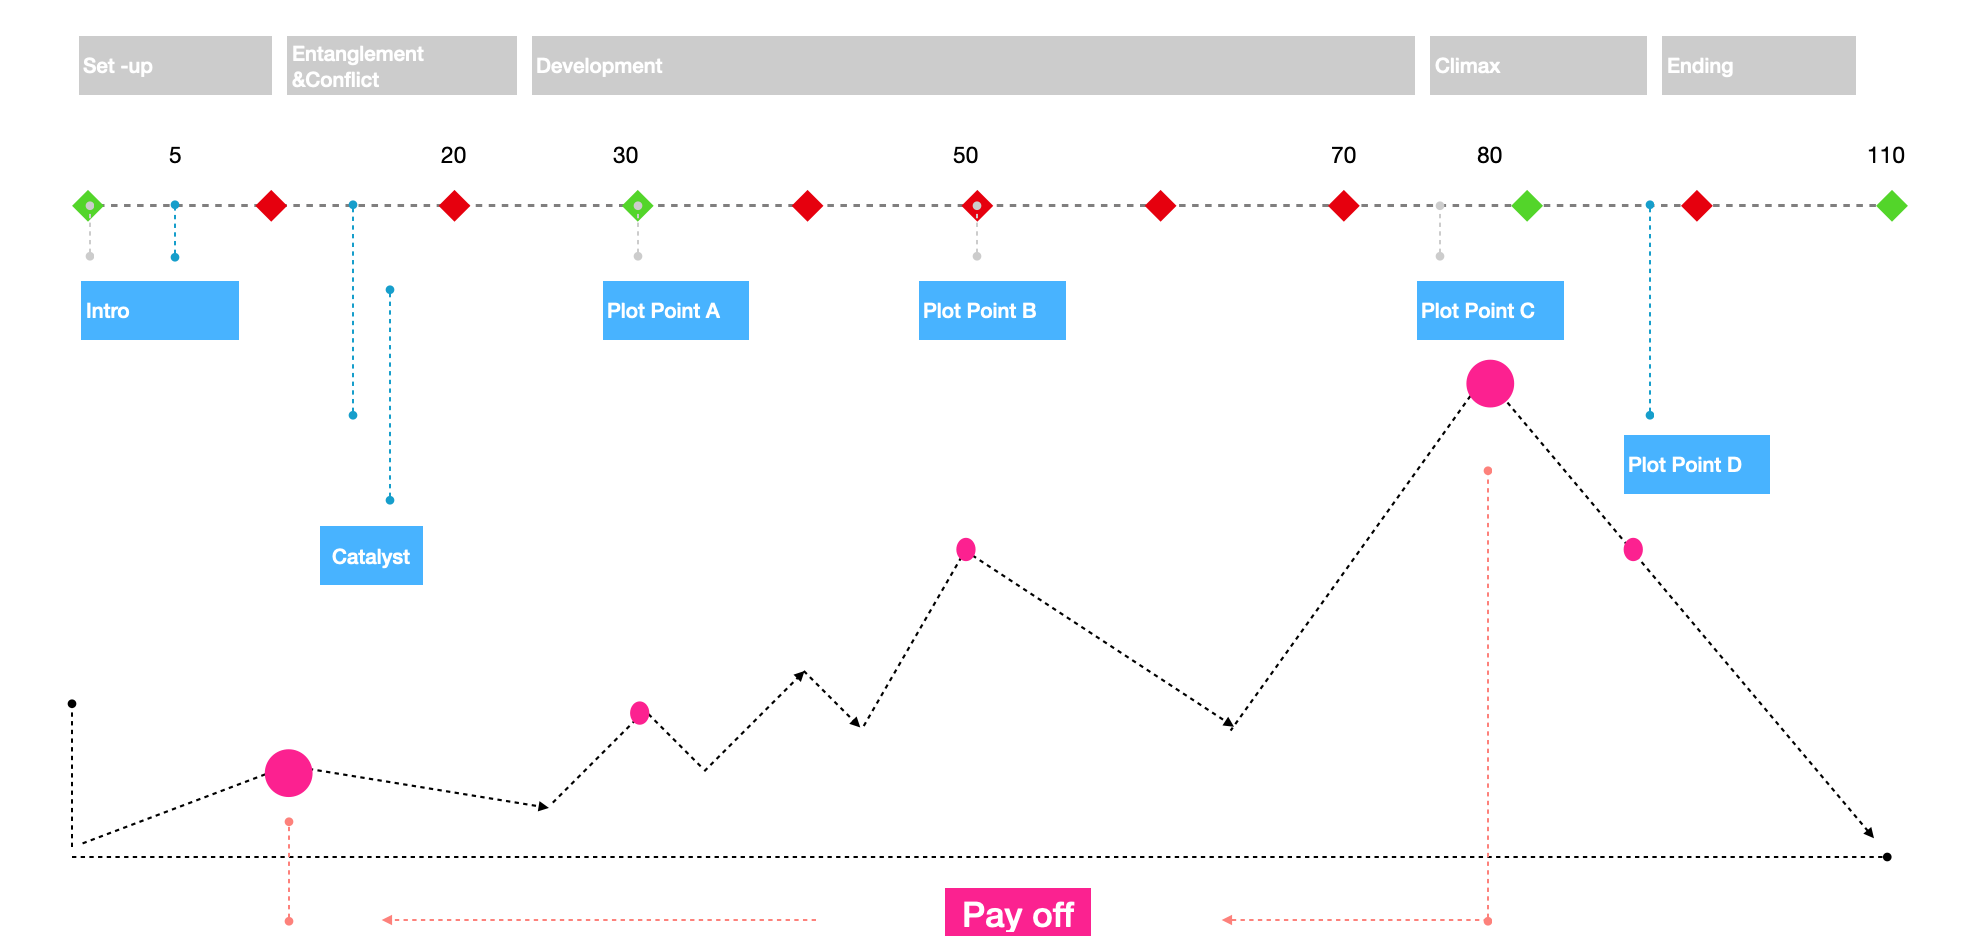 Set -up
Entanglement
&Conflict
Development
Climax
Ending
5
20
30
50
70
80
110
Intro
Plot Point A
Plot Point B
Plot Point C
Plot Point D
Catalyst
Pay off